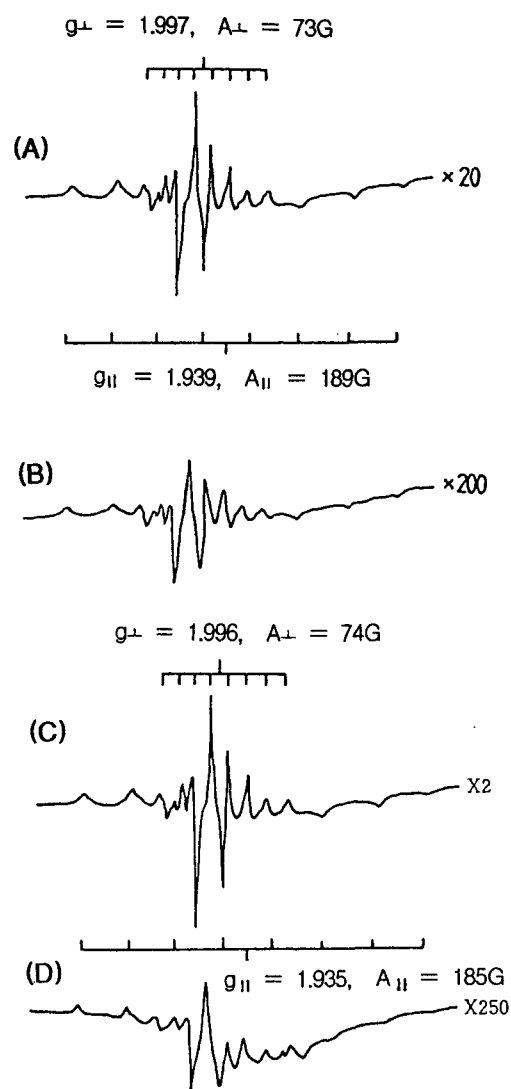 g⊥ = 1.997, A⊥ = 73G
(A)
×20
g|| = 1.939, A|| = 189G
(B)
×200
g⊥ = 1.996, A⊥ = 74G
(C)
X2
(D)
g|| = 1.935, A|| = 185G
X250